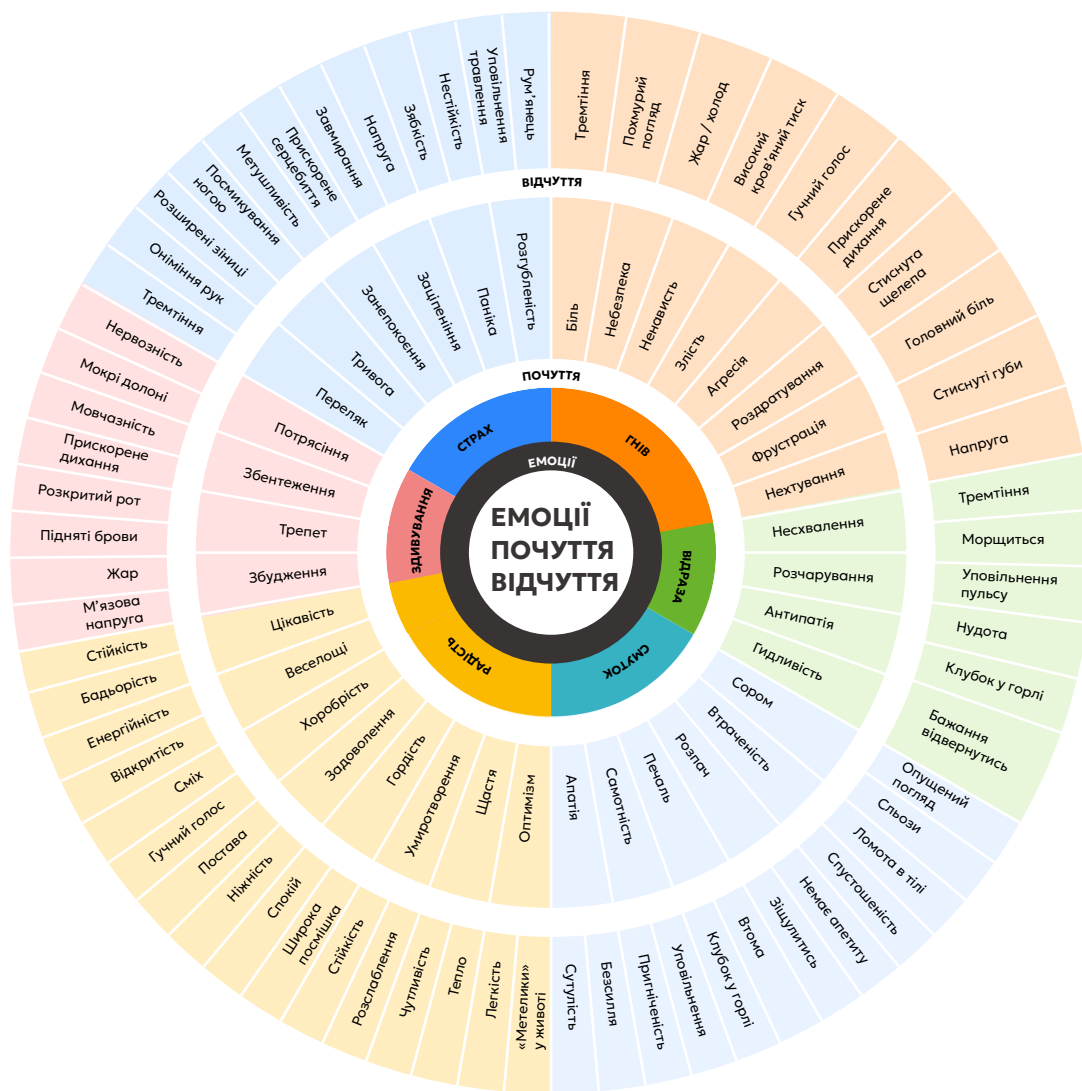 ЕМОЦІЇ
ПОЧУТТЯ
ВІДЧУТТЯ
ЕМОЦІЇ
ГНІВ
ВІДРАЗА
СМУТОК
РАДІСТЬ
ЗДИВУВАННЯ
СТРАХ
ПОЧУТТЯ
Біль
Небезпека
Ненависть
Злість
Агресія
Роздратування
Фрустрація
Нехтування
Несхвалення
Розчарування
Антипатія
Гидливість
Сором
Втраченість
Розпач
Печаль
Самотність
Апатія
Оптимізм
Щастя
Умиротворення
Гордість
Задоволення
Хоробрість
Веселощі
Цікавість
Збудження
Трепет
Збентеження
Потрясіння
Переляк
Тривога
Занепокоєння
Заціпеніння
Паніка
Розгубленість
ВІДЧУТТЯ
Тремтіння
Похмурий
погляд
Жар / холод
Високий
кров’яний тиск
Гучний голос
Прискорене
дихання
Стиснута
щелепа
Головний біль
Стиснуті губи
Напруга
Тремтіння
Морщиться
Уповільнення
пульсу
Нудота
Клубок у горлі
Бажання
відвернутись
Опущений
погляд
Сльози
Ломота в тілі
Спустошеність
Немає апетиту
Зіщулитись
Втома
Клубок у горлі
Уповільнення
Пригніченість
Безсилля
Сутулість
«Метелики»
у животі
Легкість
Тепло
Чутливість
Розслаблення
Стійкість
Широка
посмішка
Спокій
Ніжність
Постава
Гучний голос
Сміх
Відкритість
Енергійність
Бадьорість
Стійкість
М’язова
напруга
Жар
Підняті брови
Розкритий рот
Прискорене
дихання
Мовчазність
Мокрі долоні
Нервозність
Тремтіння
Оніміння рук
Розширені зіниці
Посмикування
ногою
Метушливість
Прискорене
серцебиття
Завмирання
Напруга
Зябкість
Нестійкість
Уповільнення
травлення
Рум’янець